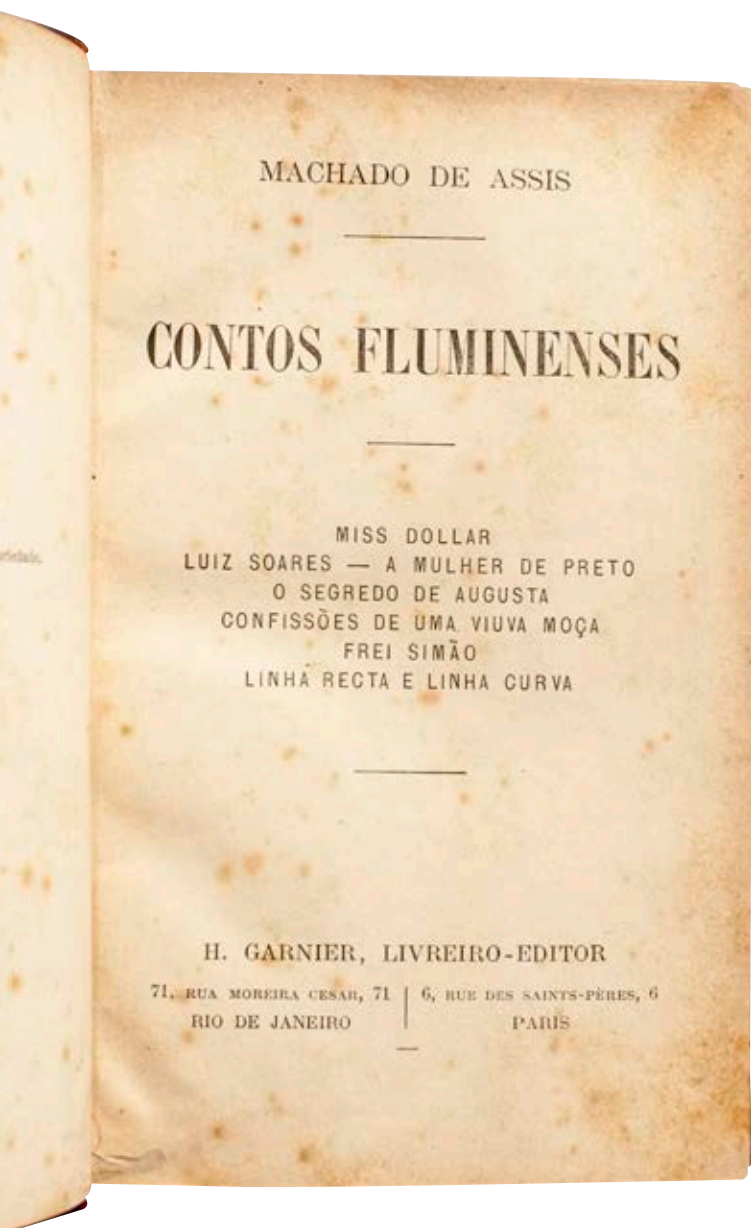 MACHADO DE ASSIS
CONTOS FLUMINENSES
MISS DOLLAR
LUIZ SOARES — A MULHER DE PRETO
O SEGREDO DE AUGUSTA
CONFISSÕES DE UMA VIUVA MOÇA
FREI SIMÃO
LINHA RECTA E LINHA CURVA
H. GARNIER, LIVREIRO-EDITOR
71, RUA MOREIRA CESAR, 71 | 6, RUE DES SAINTS-PÈRES, 6
RIO DE JANEIRO | PARIS